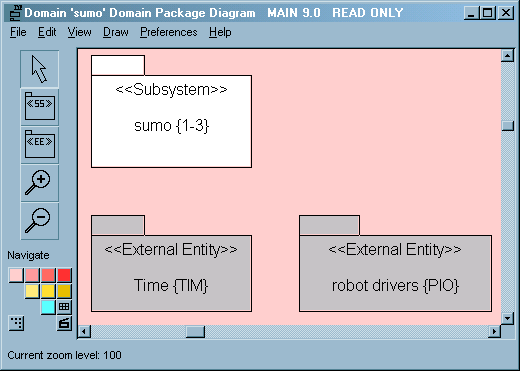 Domain 'sumo' Domain Package Diagram MAIN 9.0 READ ONLY
File Edit View Draw Preferences Help
<<Subsystem>>
sumo {1-3}
<<SS>>
<<EE>>
<<External Entity>> <<External Entity>>
Time {TIM} robot drivers {PIO}
Navigate
Current zoom level: 100